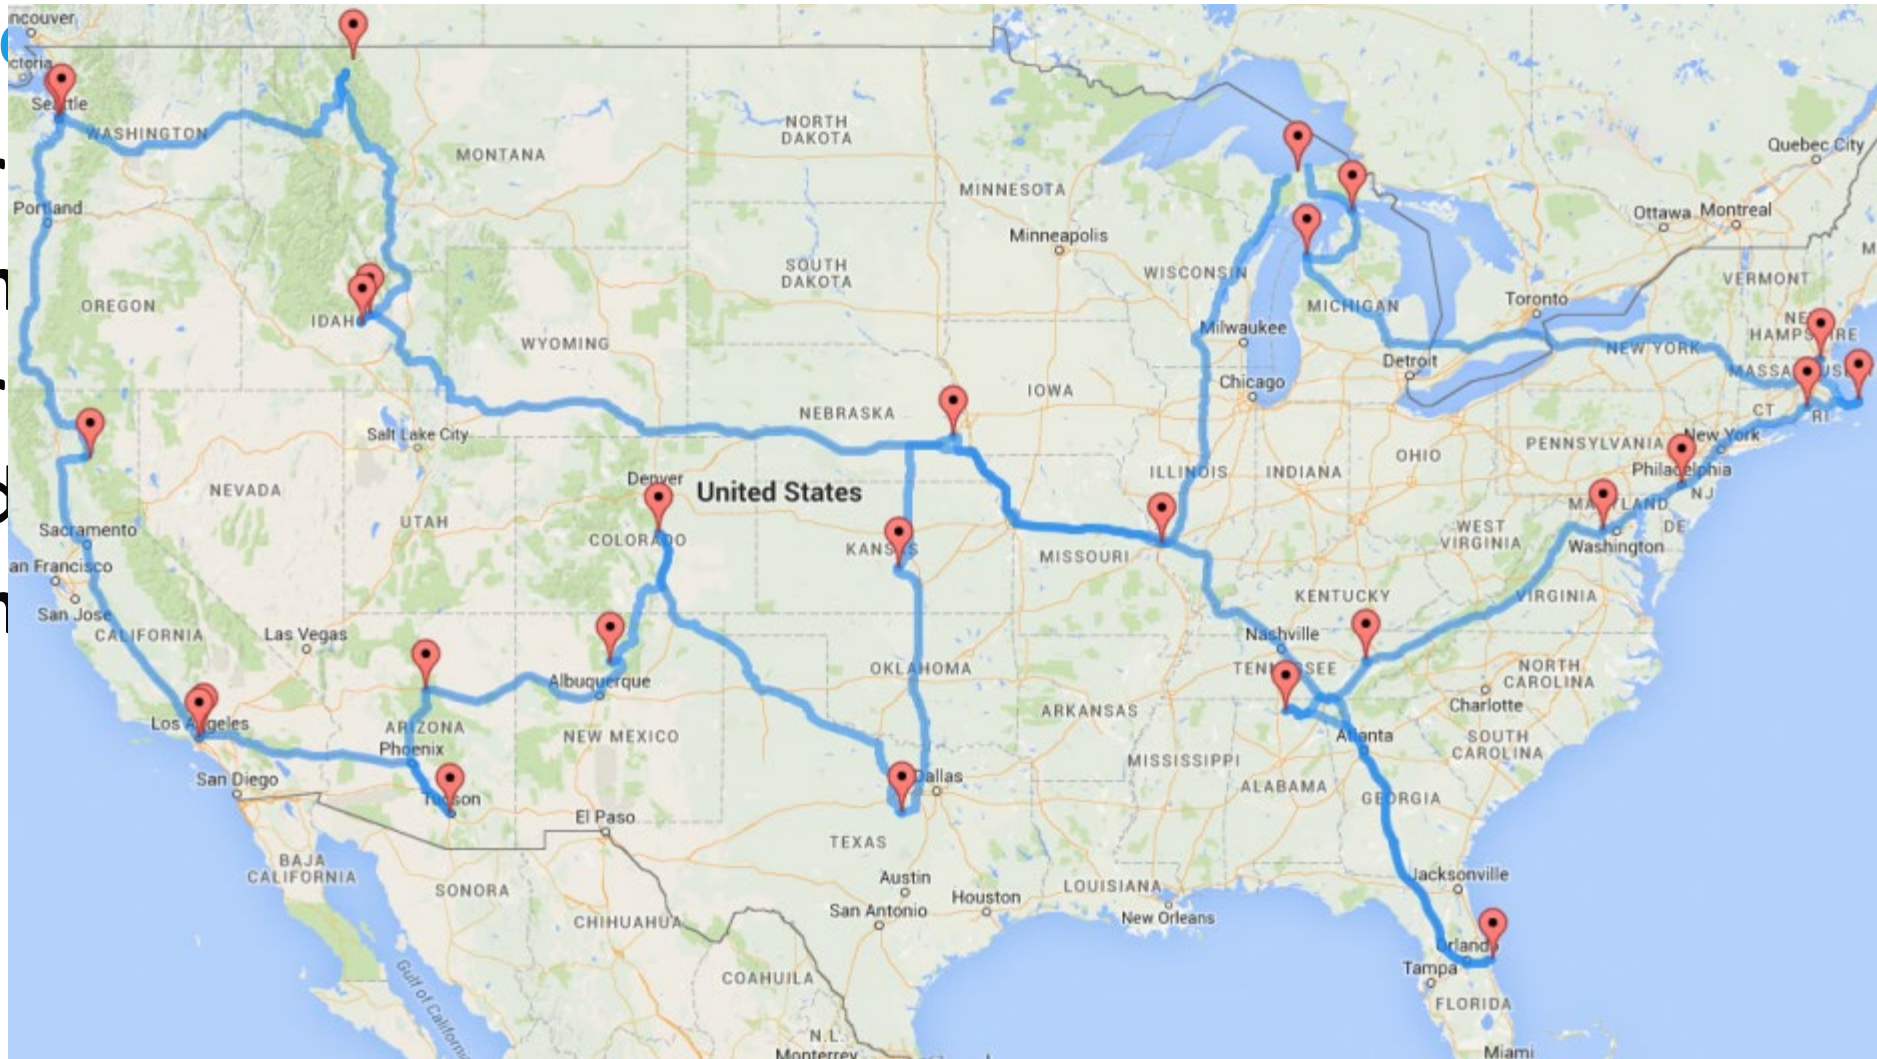 ncouver
ctoria
Seattle
WASHINGTON
MONTANA
NORTH
DAKOTA
MINNESOTA
Quebec City
Portland
Ottawa
Montreal
Minneapolis
SOUTH
DAKOTA
WISCONSIN
VERMONT
OREGON
IDAHO
MICHIGAN
Toronto
NEW
HAMPSHIRE
WYOMING
Milwaukee
NEW YORK
Detroit
Chicago
IOWA
NEBRASKA
CT
RI
Salt Lake City
New York
PENNSYLVANIA
OHIO
Philadelphia
ILLINOIS
INDIANA
Denver
United States
NEVADA
NJ
MARYLAND
UTAH
DE
Sacramento
COLORADO
KANSAS
MISSOURI
WEST
VIRGINIA
Washington
an Francisco
San Jose
KENTUCKY
VIRGINIA
CALIFORNIA
Las Vegas
Nashville
TENNESSEE
OKLAHOMA
NORTH
CAROLINA
Albuquerque
Charlotte
ARKANSAS
Los Angeles
ARIZONA
NEW MEXICO
Atlanta
SOUTH
CAROLINA
Phoenix
MISSISSIPPI
San Diego
Dallas
ALABAMA
GEORGIA
Tucson
El Paso
TEXAS
BAJA
CALIFORNIA
SONORA
Austin
LOUISIANA
Jacksonville
Houston
San Antonio
New Orleans
CHIHUAHUA
Orlando
Tampa
COAHUILA
Gulf of Californi
FLORIDA
N.L.
Monterrey
Miami